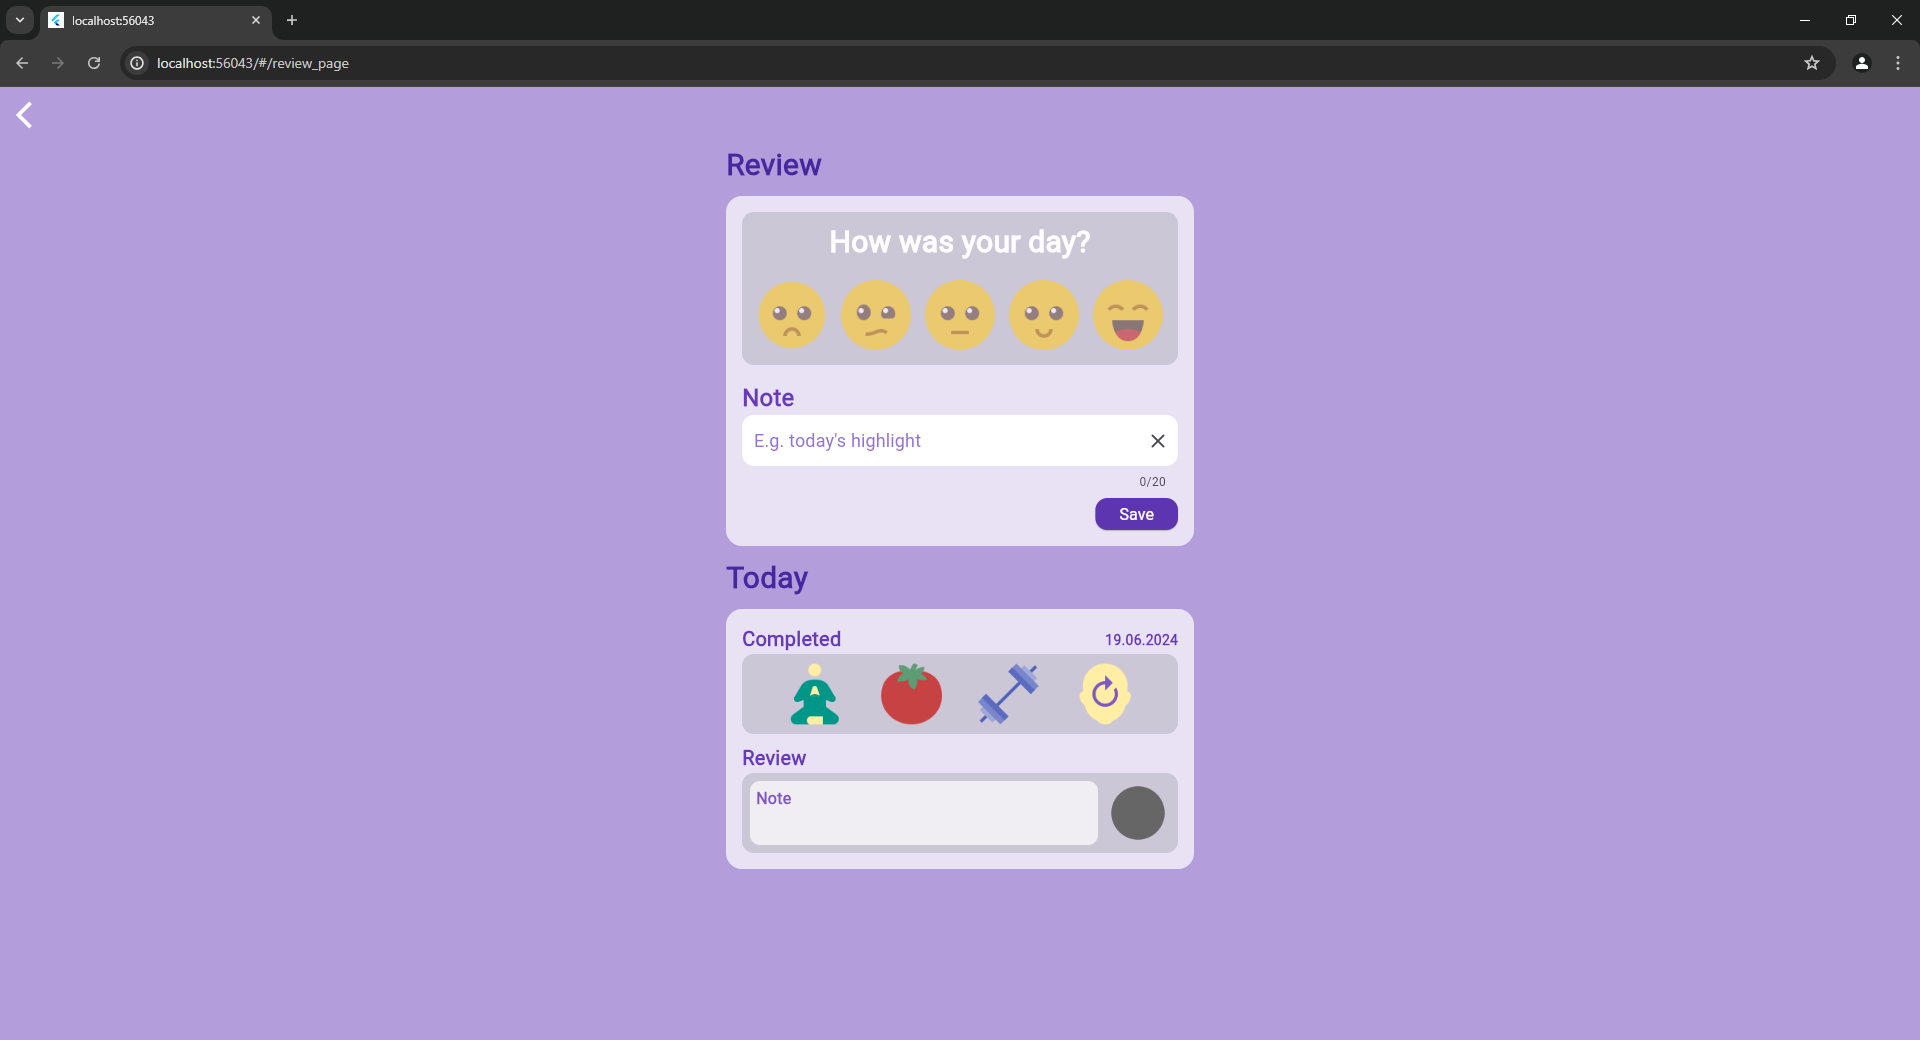 localhost:56043
localhost:56043/#/review_page
Review
How was your day?
Note
E.g. today's highlight
0/20
Save
Today
Completed 19.06.2024
Review
Note